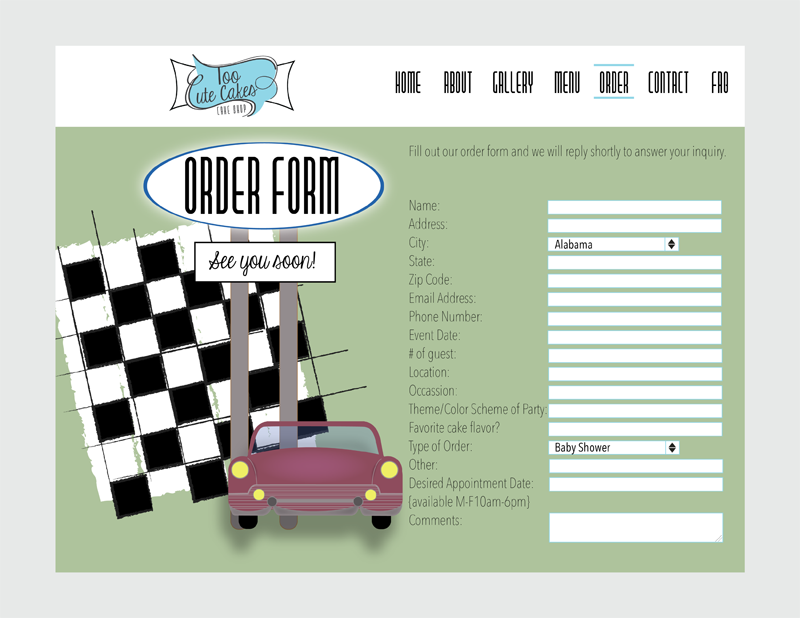 Too
Cute Cakes
CAKE SHOP
HOME ABOUT GALLERY MENU ORDER CONTACT FAQ
ORDER FORM
See you soon!
Fill out our order form and we will reply shortly to answer your inquiry.
Name:
Address:
City: Alabama
State:
Zip Code:
Email Address:
Phone Number:
Event Date:
# of guest:
Location:
Occassion:
Theme/Color Scheme of Party:
Favorite cake flavor?
Type of Order: Baby Shower
Other:
Desired Appointment Date:
{available M-F10am-6pm}
Comments: